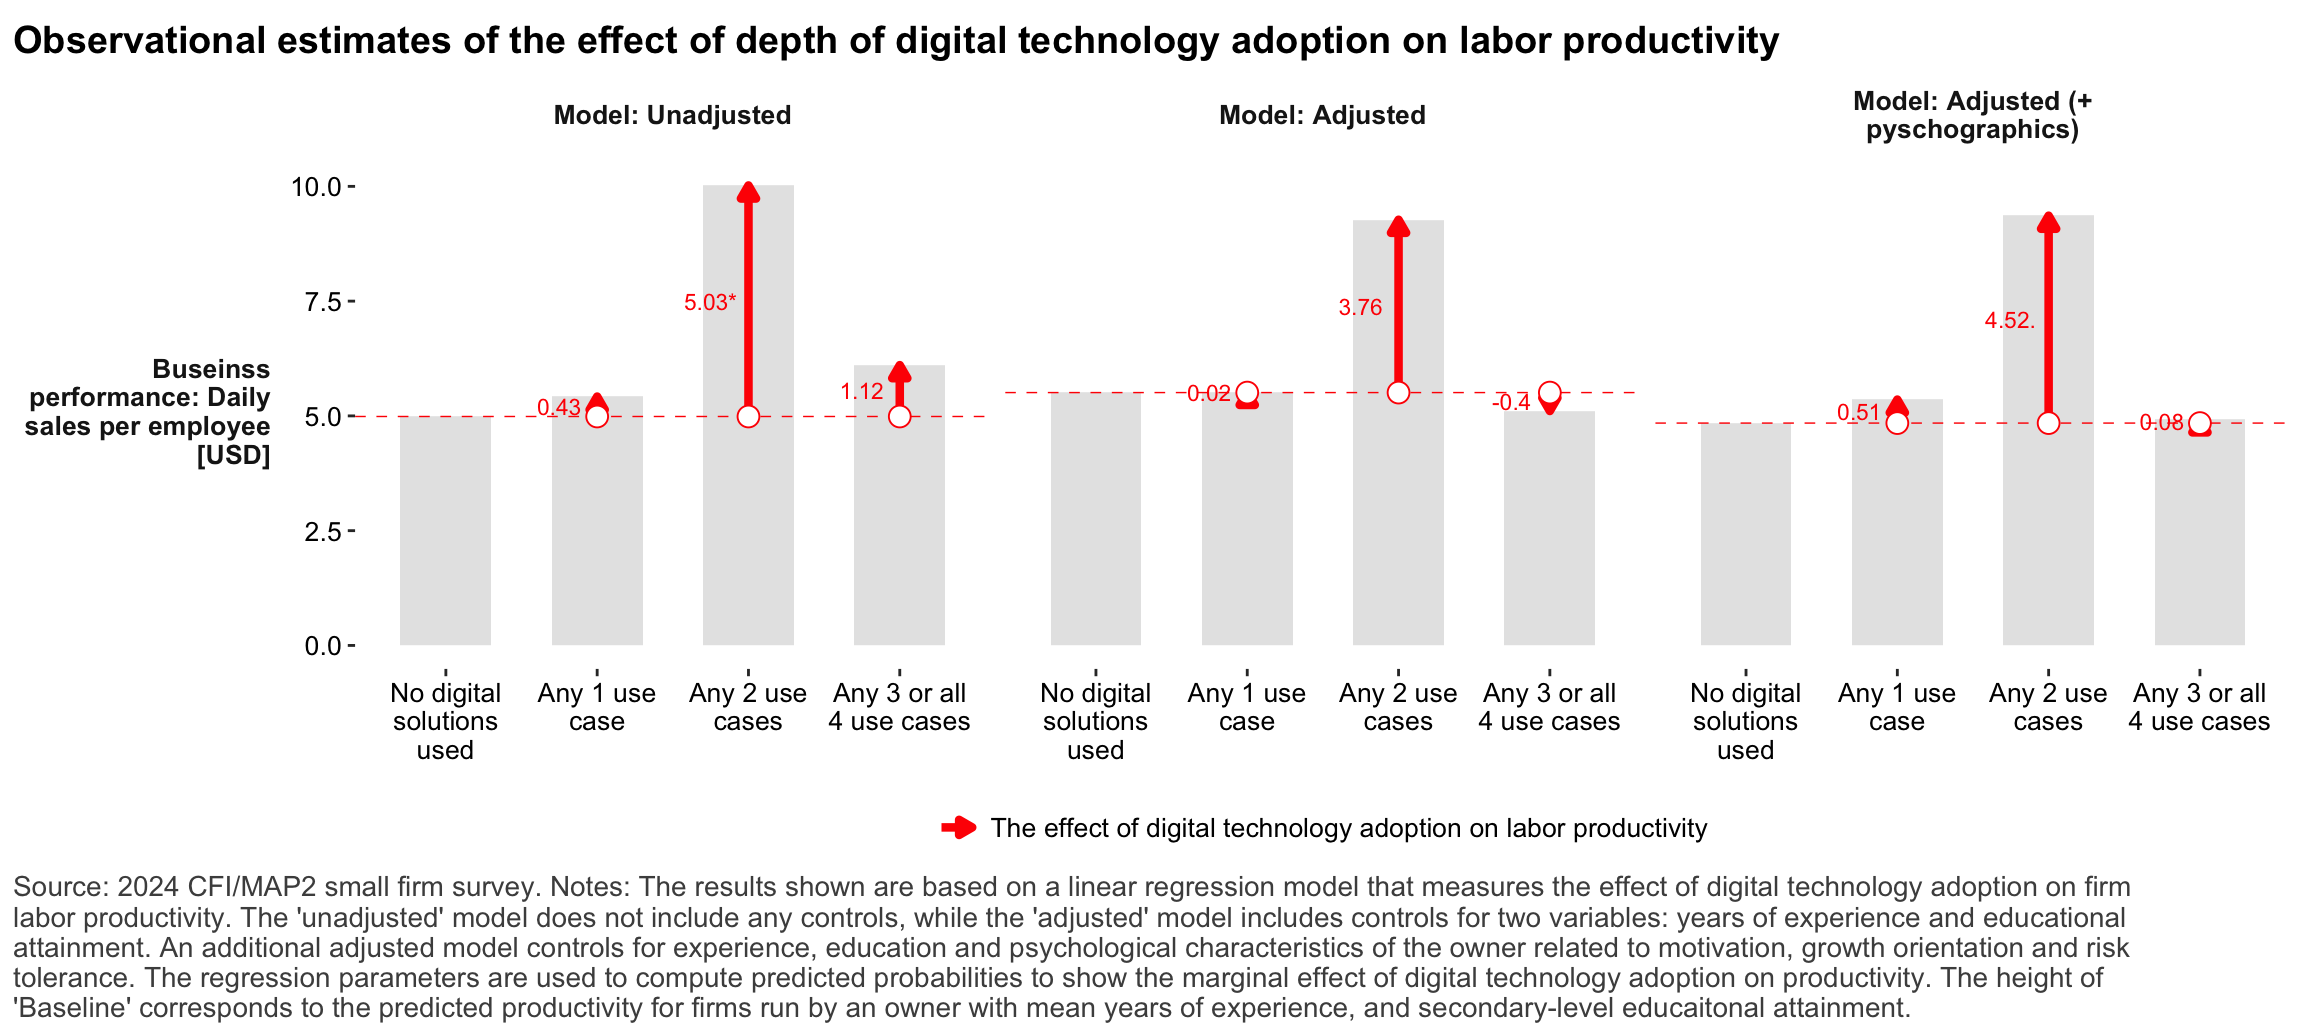 Observational estimates of the effect of depth of digital technology adoption on labor productivity
Model: Unadjusted
Model: Adjusted
Model: Adjusted (+
pyschographics)
Buseinss
performance: Daily
sales per employee
[USD]
10.0
7.5
5.0
2.5
0.0
0.43
5.03*
1.12
0.02
3.76
-0.4
0.51
4.52.
0.08
No digital
solutions
used
Any 1 use
case
Any 2 use
cases
Any 3 or all
4 use cases
No digital
solutions
used
Any 1 use
case
Any 2 use
cases
Any 3 or all
4 use cases
No digital
solutions
used
Any 1 use
case
Any 2 use
cases
Any 3 or all
4 use cases
The effect of digital technology adoption on labor productivity
Source: 2024 CFI/MAP2 small firm survey. Notes: The results shown are based on a linear regression model that measures the effect of digital technology adoption on firm
labor productivity. The 'unadjusted' model does not include any controls, while the 'adjusted' model includes controls for two variables: years of experience and educational
attainment. An additional adjusted model controls for experience, education and psychological characteristics of the owner related to motivation, growth orientation and risk
tolerance. The regression parameters are used to compute predicted probabilities to show the marginal effect of digital technology adoption on productivity. The height of
'Baseline' corresponds to the predicted productivity for firms run by an owner with mean years of experience, and secondary-level educaitonal attainment.